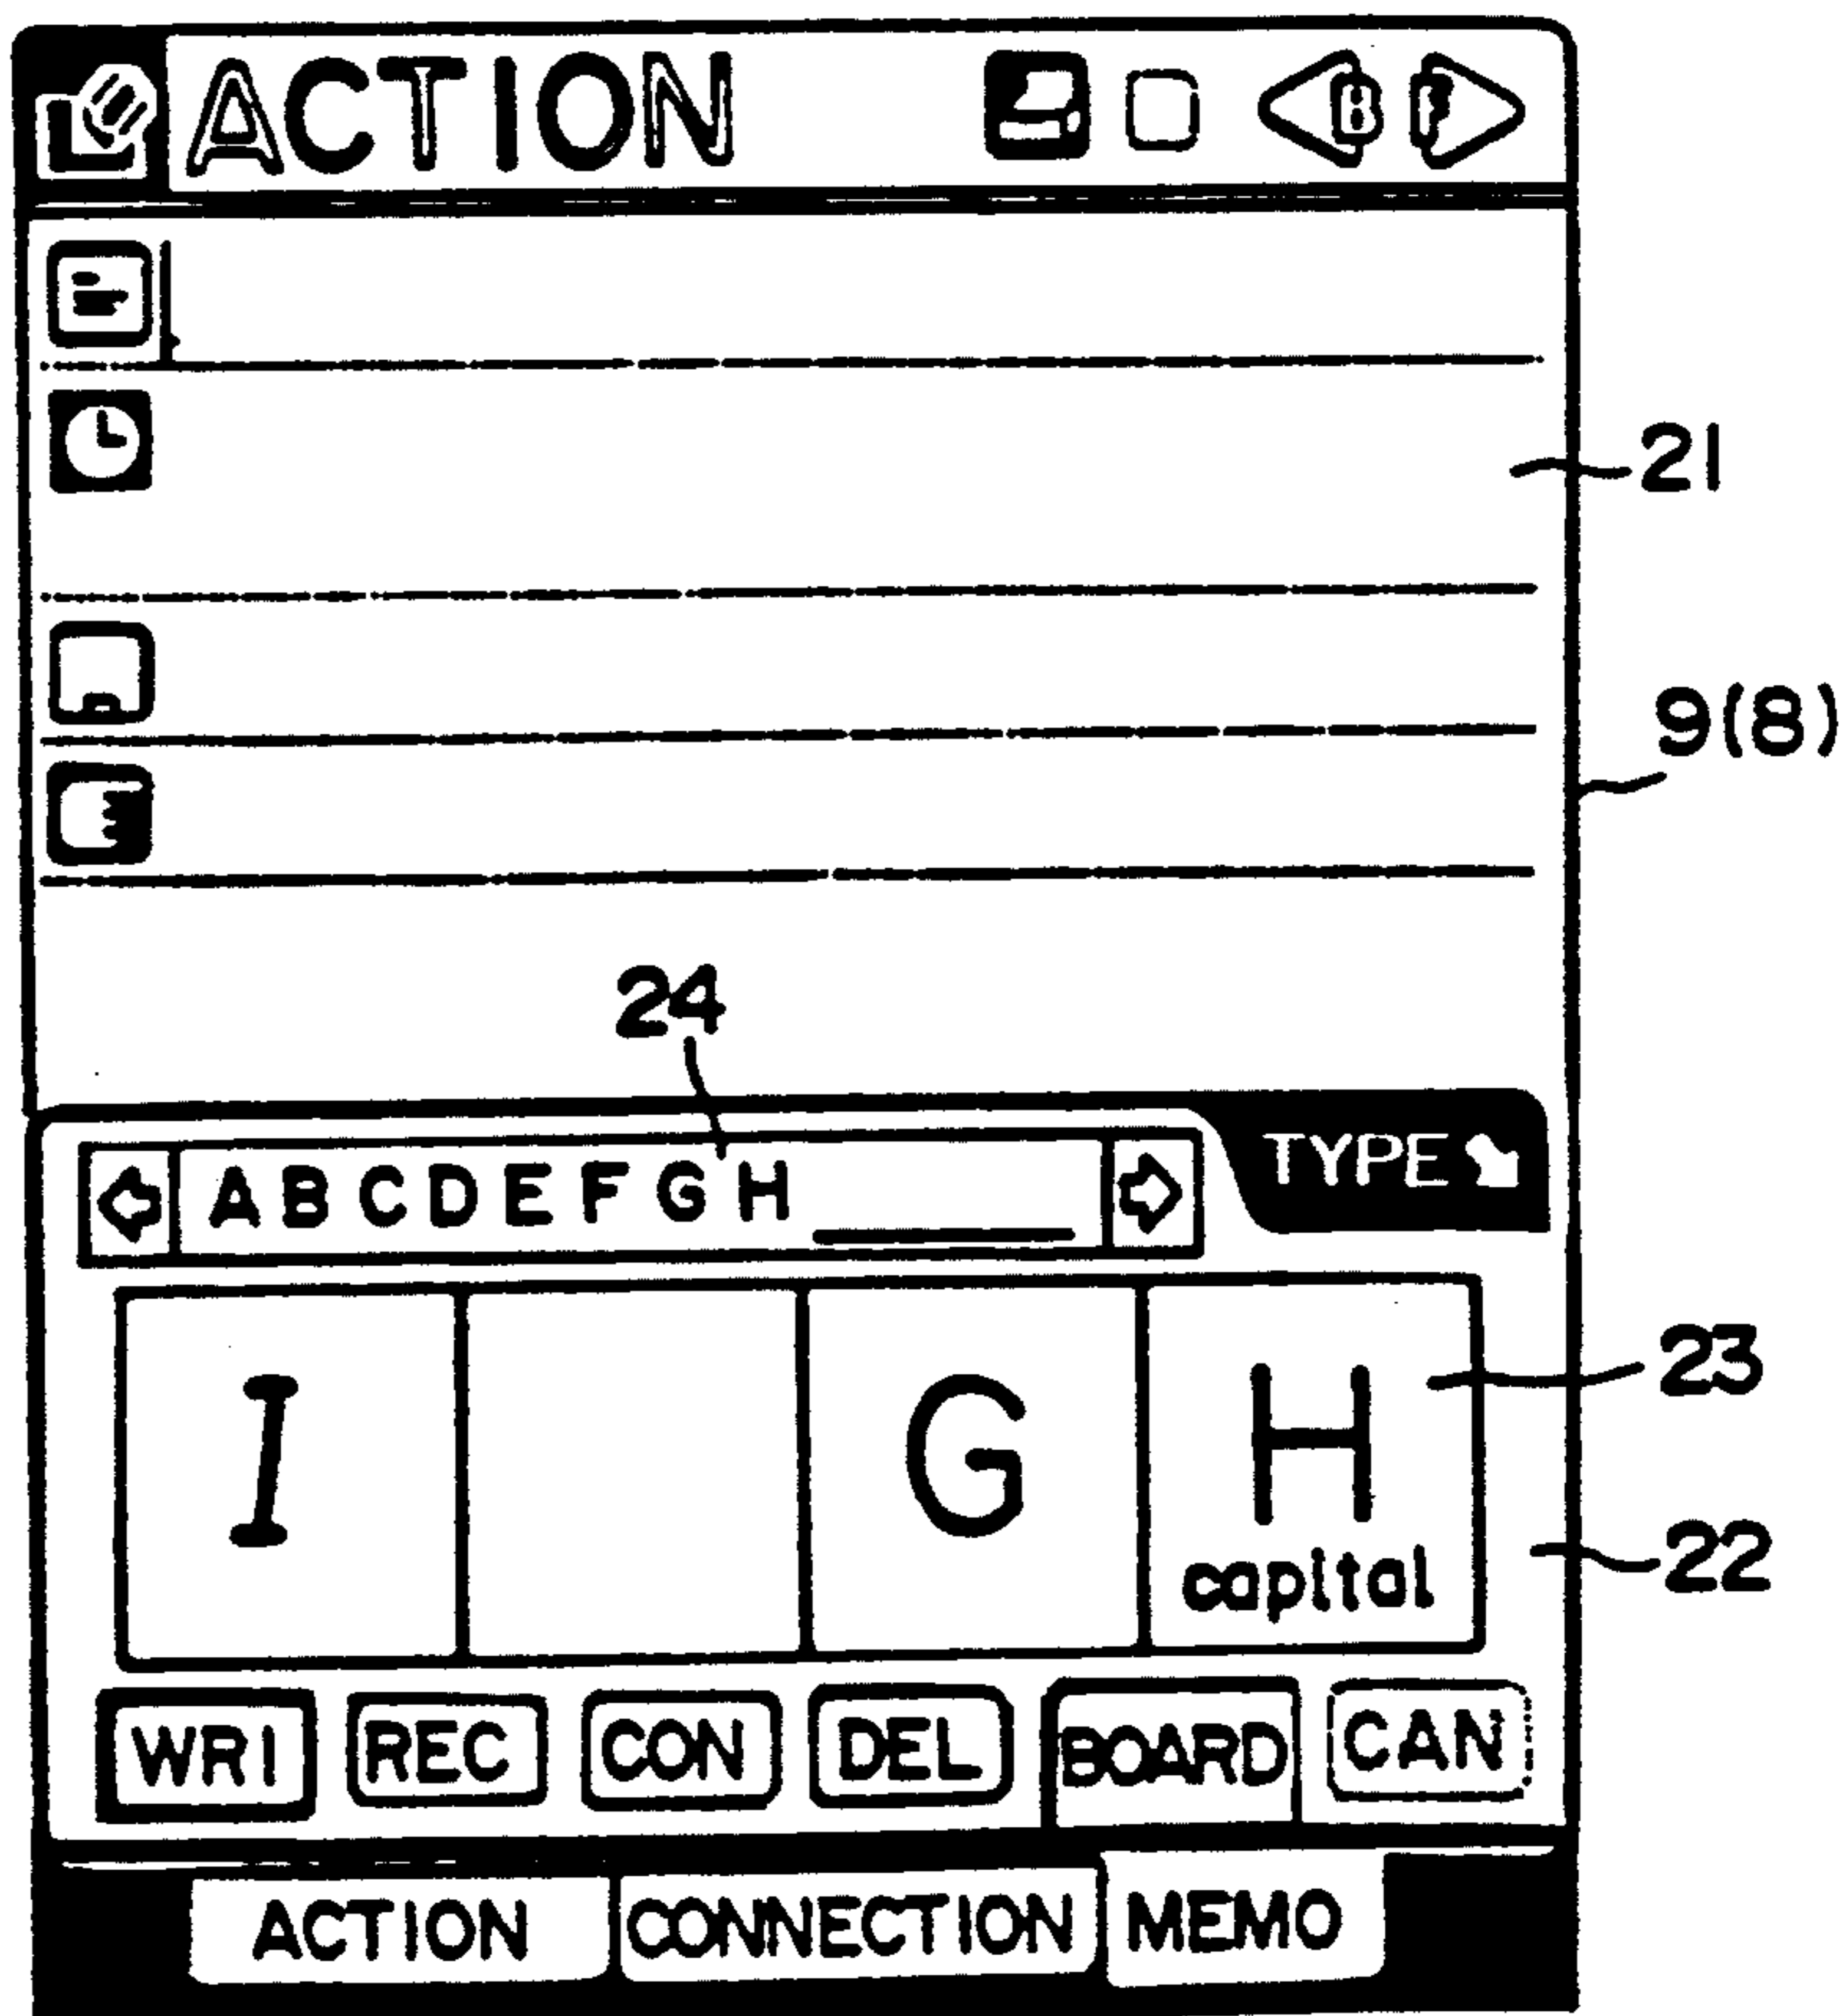 ACTION B P
21
9(8)
24
TYPE
ABCDEFGH
I G H
23
capital
22
WRI REC CON DEL BOARD CAN
ACTION CONNECTION MEMO